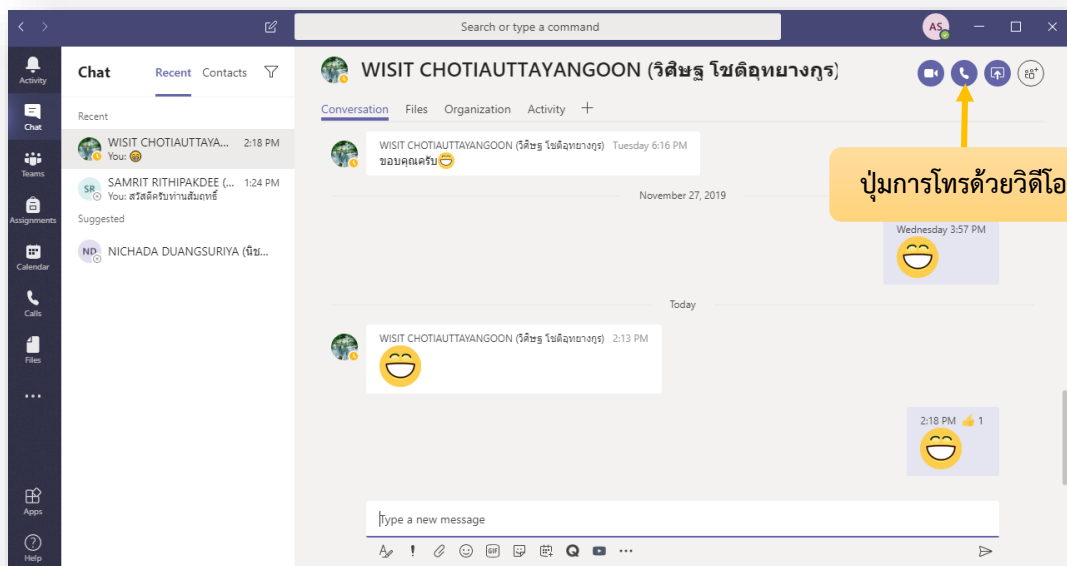 Search or type a command
AS
Activity
Chat
Teams
Assignments
Calendar
Calls
Files
Apps
Help
Chat
Recent Contacts
Recent
WISIT CHOTIAUTTAYA... 2:18 PM
You:
SR
SAMRIT RITHIPAKDEE (... 1:24 PM
You: สวัสดีครับท่านสัมฤทธิ์
Suggested
ND
NICHADA DUANGSURIYA (นิช...
WISIT CHOTIAUTTAYANGOON (วิศิษฐ โชติอุทยางกูร)
Conversation Files Organization Activity
WISIT CHOTIAUTTAYANGOON (วิศิษฐ โชติอุทยางกูร) Tuesday 6:16 PM
ขอบคุณครับ
November 27, 2019
ปุ่มการโทรด้วยวิดีโอ
Wednesday 3:57 PM
Today
WISIT CHOTIAUTTAYANGOON (วิศิษฐ โชติอุทยางกูร) 2:13 PM
2:18 PM 1
Type a new message
GIF